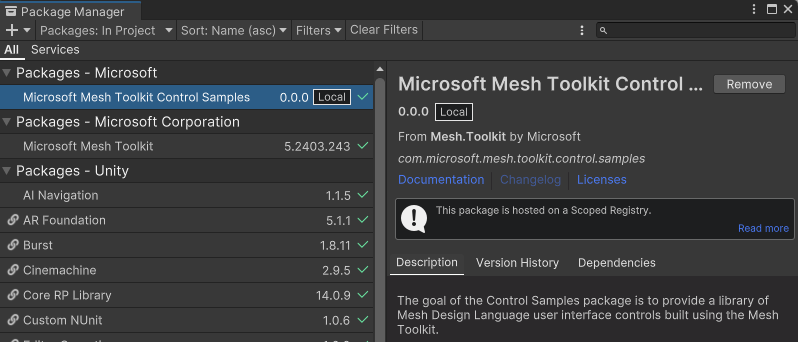 Package Manager
Packages: In Project Sort: Name (asc) Filters Clear Filters
All Services
Packages - Microsoft
Microsoft Mesh Toolkit Control Samples 0.0.0 Local
Packages - Microsoft Corporation
Microsoft Mesh Toolkit 5.2403.243
Packages - Unity
AI Navigation 1.1.5
AR Foundation 5.1.1
Burst 1.8.11
Cinemachine 2.9.5
Core RP Library 14.0.9
Custom NUnit 1.0.6
Microsoft Mesh Toolkit Control ... Remove
0.0.0 Local
From Mesh.Toolkit by Microsoft
com.microsoft.mesh.toolkit.control.samples
Documentation Changelog Licenses
This package is hosted on a Scoped Registry.
Read more
Description Version History Dependencies
The goal of the Control Samples package is to provide a library of
Mesh Design Language user interface controls built using the Mesh
Toolkit.